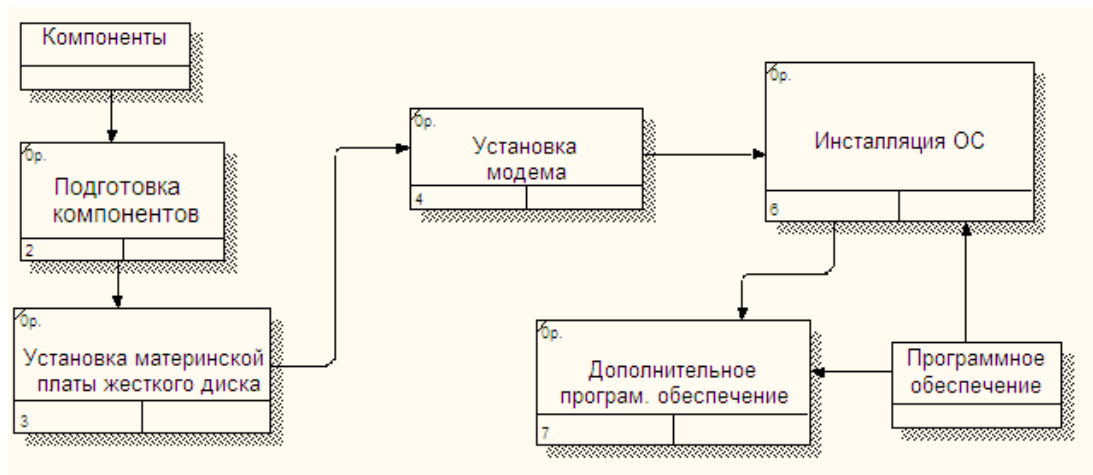 Компоненты
0р.
Подготовка
компонентов
2
0р.
Установка материнской
платы жесткого диска
3
0р.
Установка
модема
4
0р.
Инсталляция ОС
6
0р.
Дополнительное
програм. обеспечение
7
Программное
обеспечение